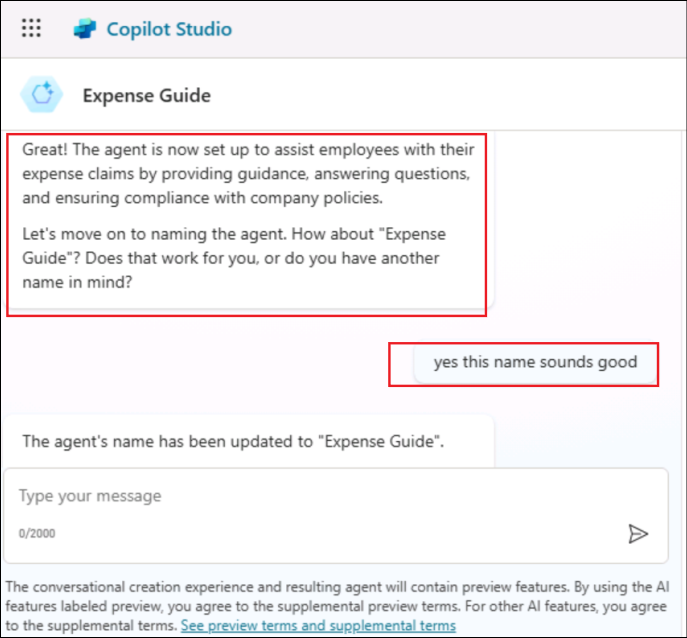 Copilot Studio
Expense Guide
Great! The agent is now set up to assist employees with their
expense claims by providing guidance, answering questions,
and ensuring compliance with company policies.
Let's move on to naming the agent. How about "Expense
Guide"? Does that work for you, or do you have another
name in mind?
yes this name sounds good
The agent's name has been updated to "Expense Guide".
Type your message
0/2000
The conversational creation experience and resulting agent will contain preview features. By using the AI
features labeled preview, you agree to the supplemental preview terms. For other AI features, you agree
to the supplemental terms. See preview terms and supplemental terms